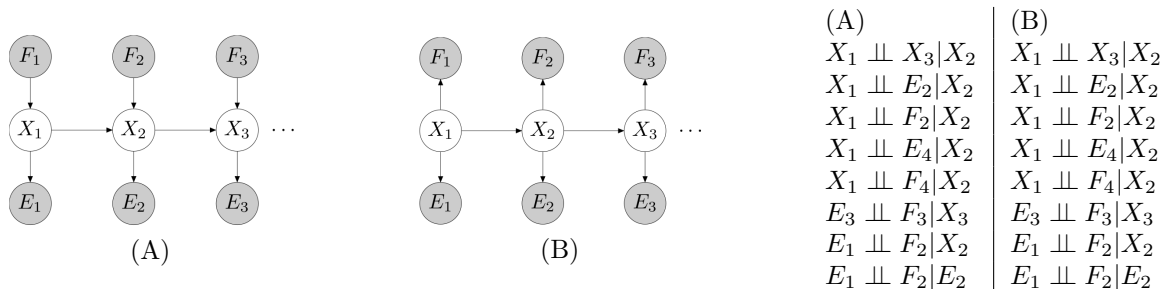 F₁ F₂ F₃
X₁ X₂ X₃ ⋯
E₁ E₂ E₃
(A)
F₁ F₂ F₃
X₁ X₂ X₃ ⋯
E₁ E₂ E₃
(B)
(A) (B)
X₁ ⫫ X₃|X₂ X₁ ⫫ X₃|X₂
X₁ ⫫ E₂|X₂ X₁ ⫫ E₂|X₂
X₁ ⫫ F₂|X₂ X₁ ⫫ F₂|X₂
X₁ ⫫ E₄|X₂ X₁ ⫫ E₄|X₂
X₁ ⫫ F₄|X₂ X₁ ⫫ F₄|X₂
E₃ ⫫ F₃|X₃ E₃ ⫫ F₃|X₃
E₁ ⫫ F₂|X₂ E₁ ⫫ F₂|X₂
E₁ ⫫ F₂|E₂ E₁ ⫫ F₂|E₂